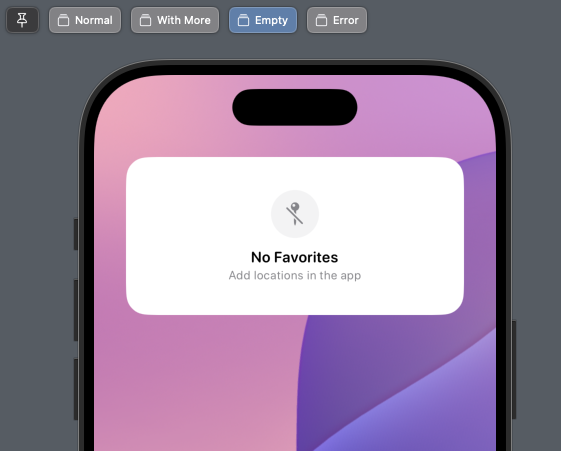 Normal
With More
Empty
Error
No Favorites
Add locations in the app